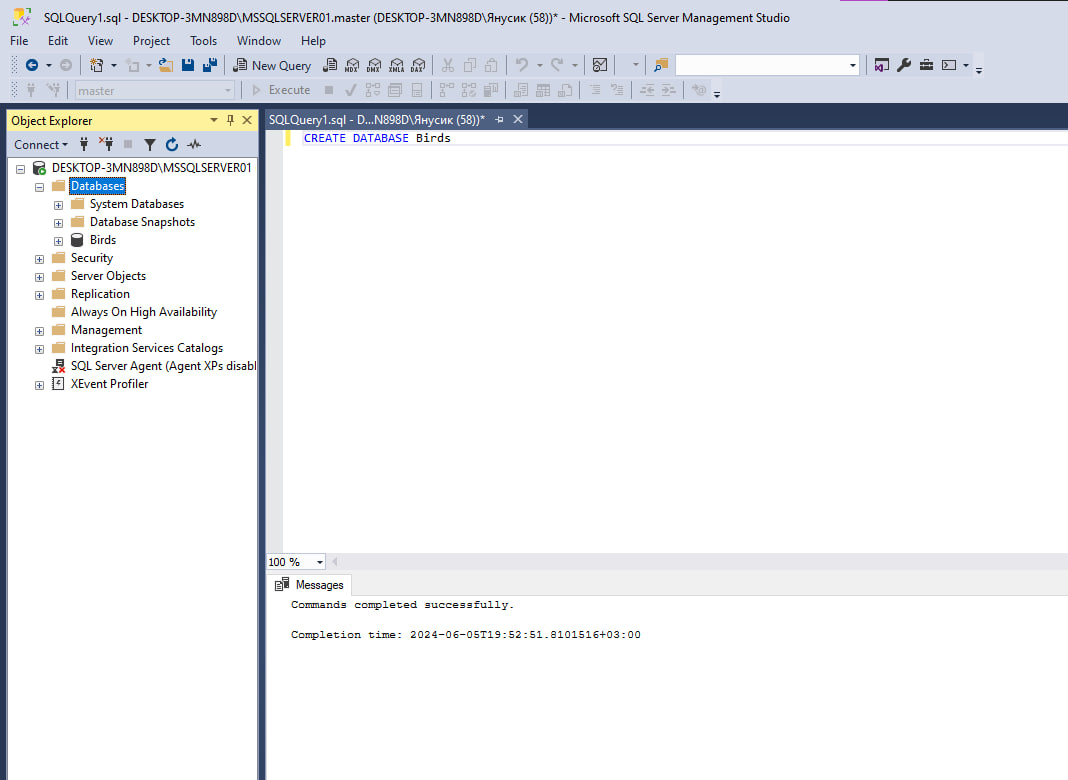 SQLQuery1.sql - DESKTOP-3MN898D\MSSQLSERVER01.master (DESKTOP-3MN898D\Янусик (58))* - Microsoft SQL Server Management Studio
File Edit View Project Tools Window Help
New Query MDX DMX XMLA DAX
master Execute
Object Explorer
SQLQuery1.sql - D...N898D\Янусик (58))*
Connect
CREATE DATABASE Birds
DESKTOP-3MN898D\MSSQLSERVER01
Databases
System Databases
Database Snapshots
Birds
Security
Server Objects
Replication
Always On High Availability
Management
Integration Services Catalogs
SQL Server Agent (Agent XPs disabl
XEvent Profiler
100 %
Messages
Commands completed successfully.
Completion time: 2024-06-05T19:52:51.8101516+03:00